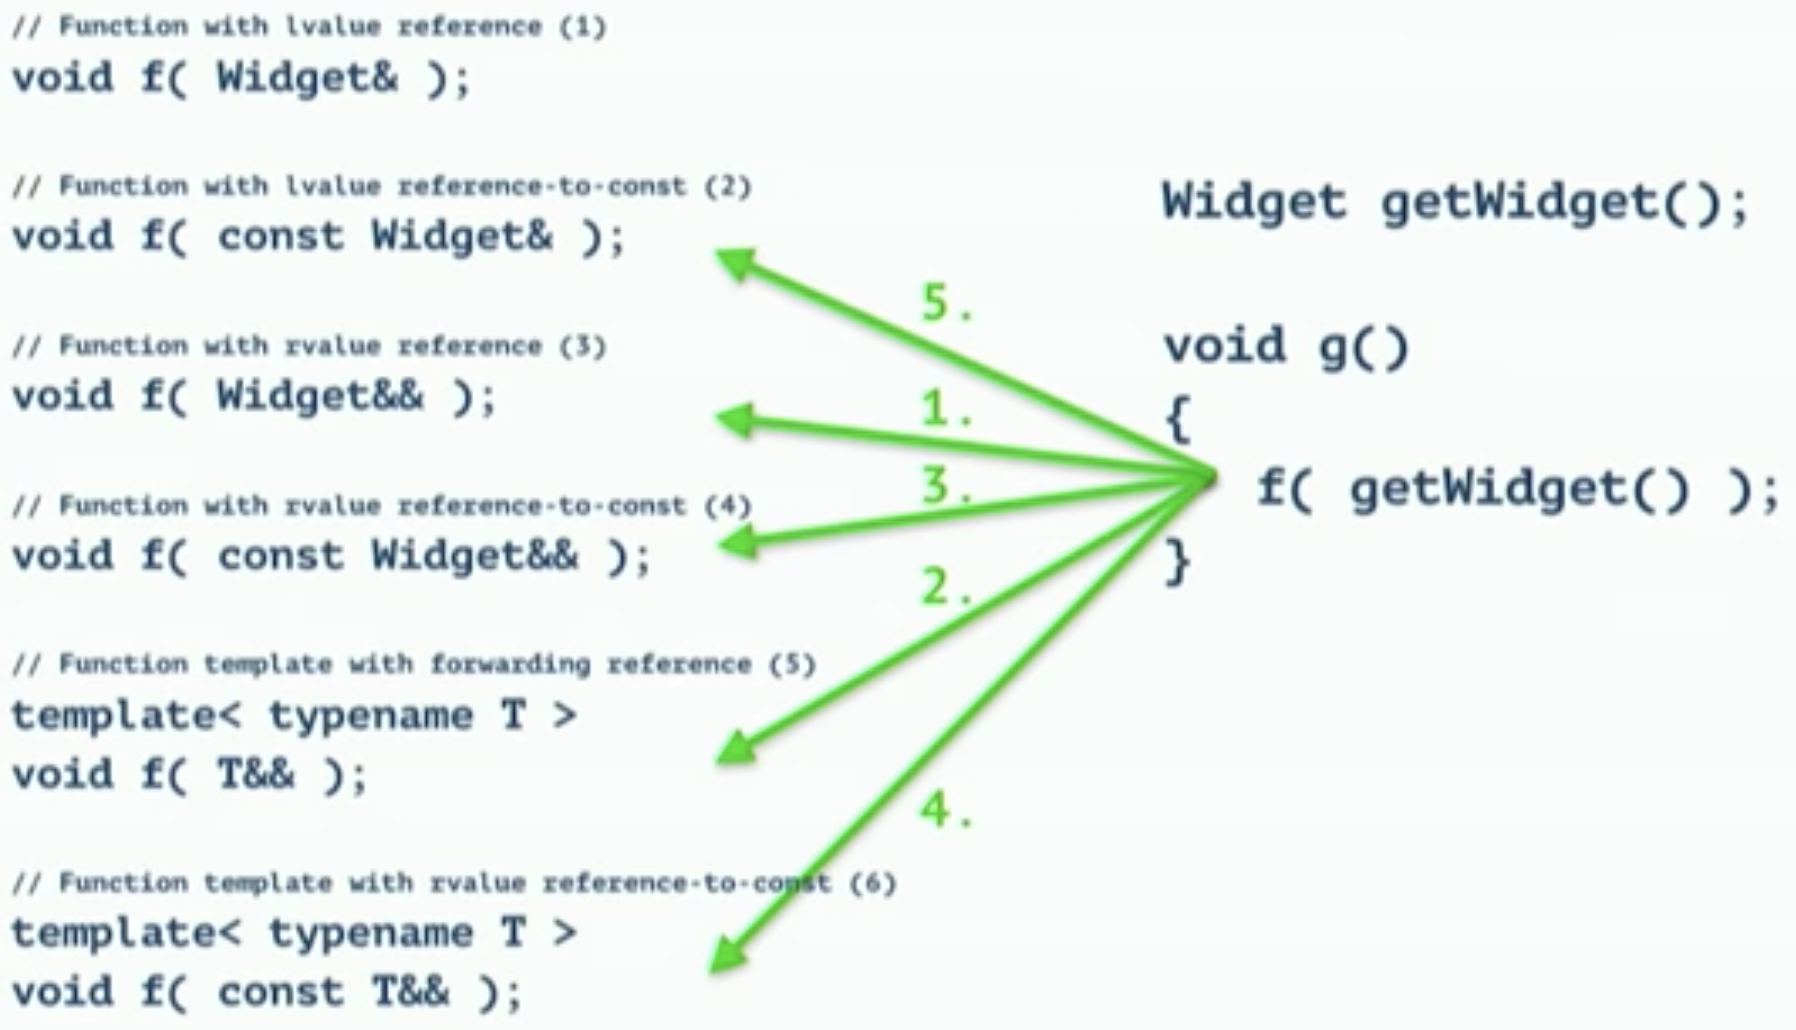 // Function with lvalue reference (1)
void f( Widget& );
// Function with lvalue reference-to-const (2)
void f( const Widget& );
// Function with rvalue reference (3)
void f( Widget&& );
// Function with rvalue reference-to-const (4)
void f( const Widget&& );
// Function template with forwarding reference (5)
template< typename T >
void f( T&& );
// Function template with rvalue reference-to-const (6)
template< typename T >
void f( const T&& );
5.
1.
3.
2.
4.
Widget getWidget();
void g()
{
f( getWidget() );
}